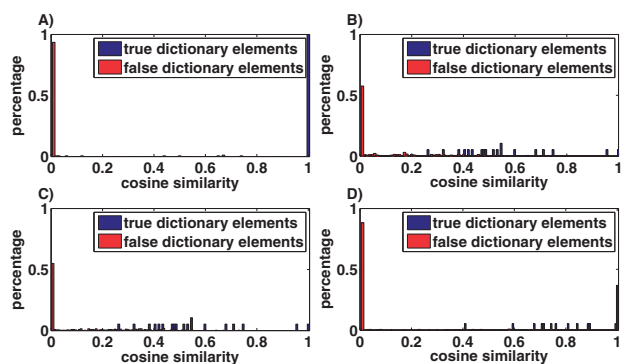 A)
1
0.5
0
percentage
true dictionary elements
false dictionary elements
0 0.2 0.4 0.6 0.8 1
cosine similarity
B)
1
0.5
0
percentage
true dictionary elements
false dictionary elements
0 0.2 0.4 0.6 0.8 1
cosine similarity
C)
1
0.5
0
percentage
true dictionary elements
false dictionary elements
0 0.2 0.4 0.6 0.8 1
cosine similarity
D)
1
0.5
0
percentage
true dictionary elements
false dictionary elements
0 0.2 0.4 0.6 0.8 1
cosine similarity